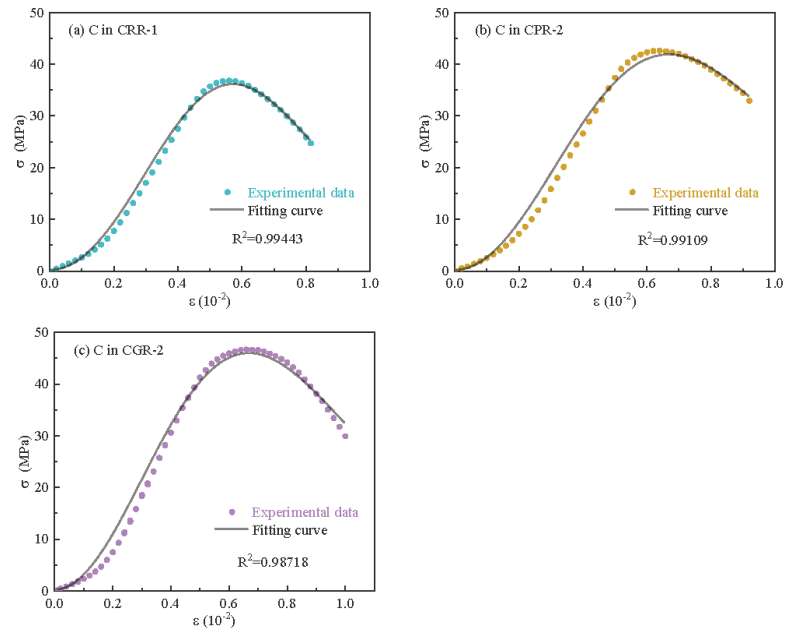 (a) C in CRR-1
50
40
30
20
10
0
σ (MPa)
Experimental data
Fitting curve
R²=0.99443
0.0 0.2 0.4 0.6 0.8 1.0
ε (10⁻²)
(b) C in CPR-2
50
40
30
20
10
0
σ (MPa)
Experimental data
Fitting curve
R²=0.99109
0.0 0.2 0.4 0.6 0.8 1.0
ε (10⁻²)
(c) C in CGR-2
50
40
30
20
10
0
σ (MPa)
Experimental data
Fitting curve
R²=0.98718
0.0 0.2 0.4 0.6 0.8 1.0
ε (10⁻²)